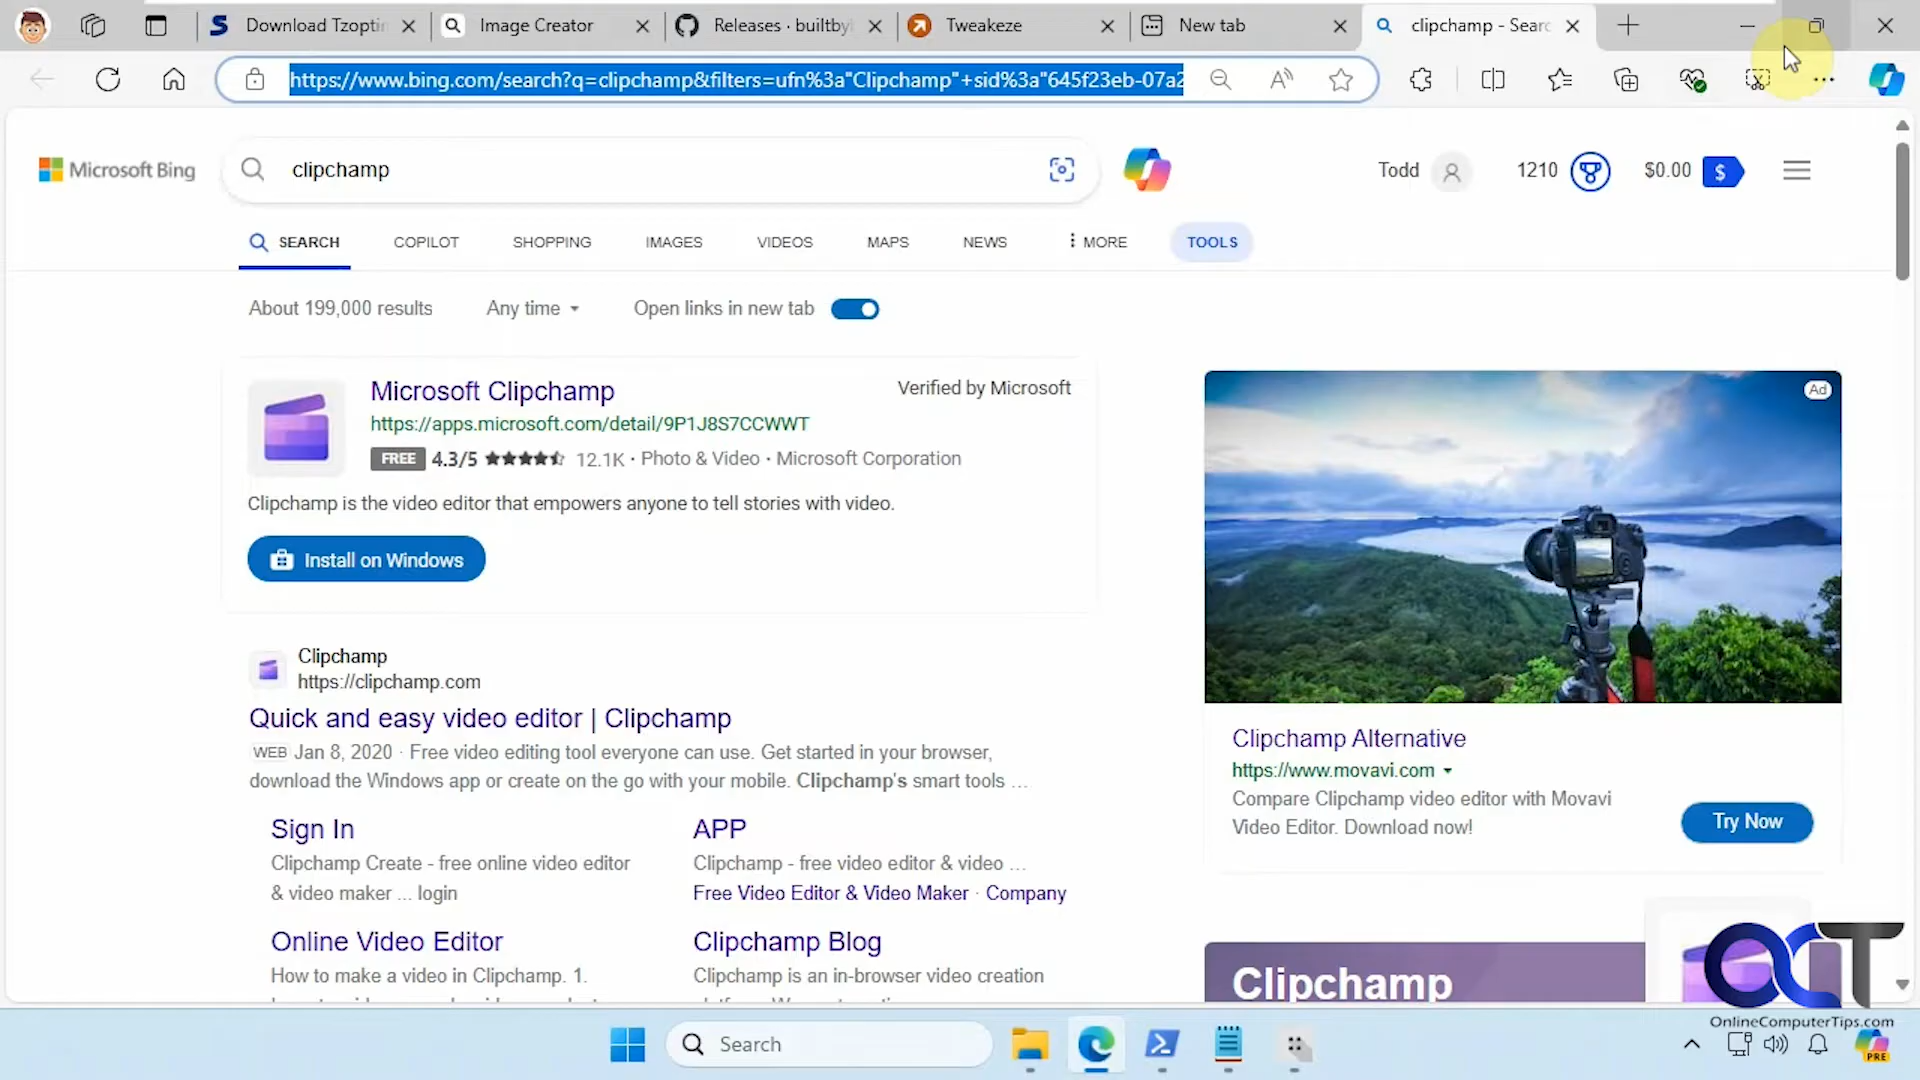 Download Tzoptin
Image Creator
Releases · builtby
Tweakeze
New tab
clipchamp - Searc
https://www.bing.com/search?q=clipchamp&filters=ufn%3a"Clipchamp"+sid%3a"645f23eb-07a2
Microsoft Bing
clipchamp
Todd
1210
$0.00
SEARCH
COPILOT
SHOPPING
IMAGES
VIDEOS
MAPS
NEWS
MORE
TOOLS
About 199,000 results
Any time
Open links in new tab
Microsoft Clipchamp
Verified by Microsoft
https://apps.microsoft.com/detail/9P1J8S7CCWWT
FREE 4.3/5 12.1K · Photo & Video · Microsoft Corporation
Clipchamp is the video editor that empowers anyone to tell stories with video.
Install on Windows
Clipchamp
https://clipchamp.com
Quick and easy video editor | Clipchamp
WEB Jan 8, 2020 · Free video editing tool everyone can use. Get started in your browser,
download the Windows app or create on the go with your mobile. Clipchamp's smart tools ...
Sign In
Clipchamp Create - free online video editor
& video maker ... login
APP
Clipchamp - free video editor & video ...
Free Video Editor & Video Maker · Company
Online Video Editor
How to make a video in Clipchamp. 1.
Clipchamp Blog
Clipchamp is an in-browser video creation
Ad
Clipchamp Alternative
https://www.movavi.com
Compare Clipchamp video editor with Movavi
Video Editor. Download now!
Try Now
Clipchamp
OCT
OnlineComputerTips.com
Search
PRE